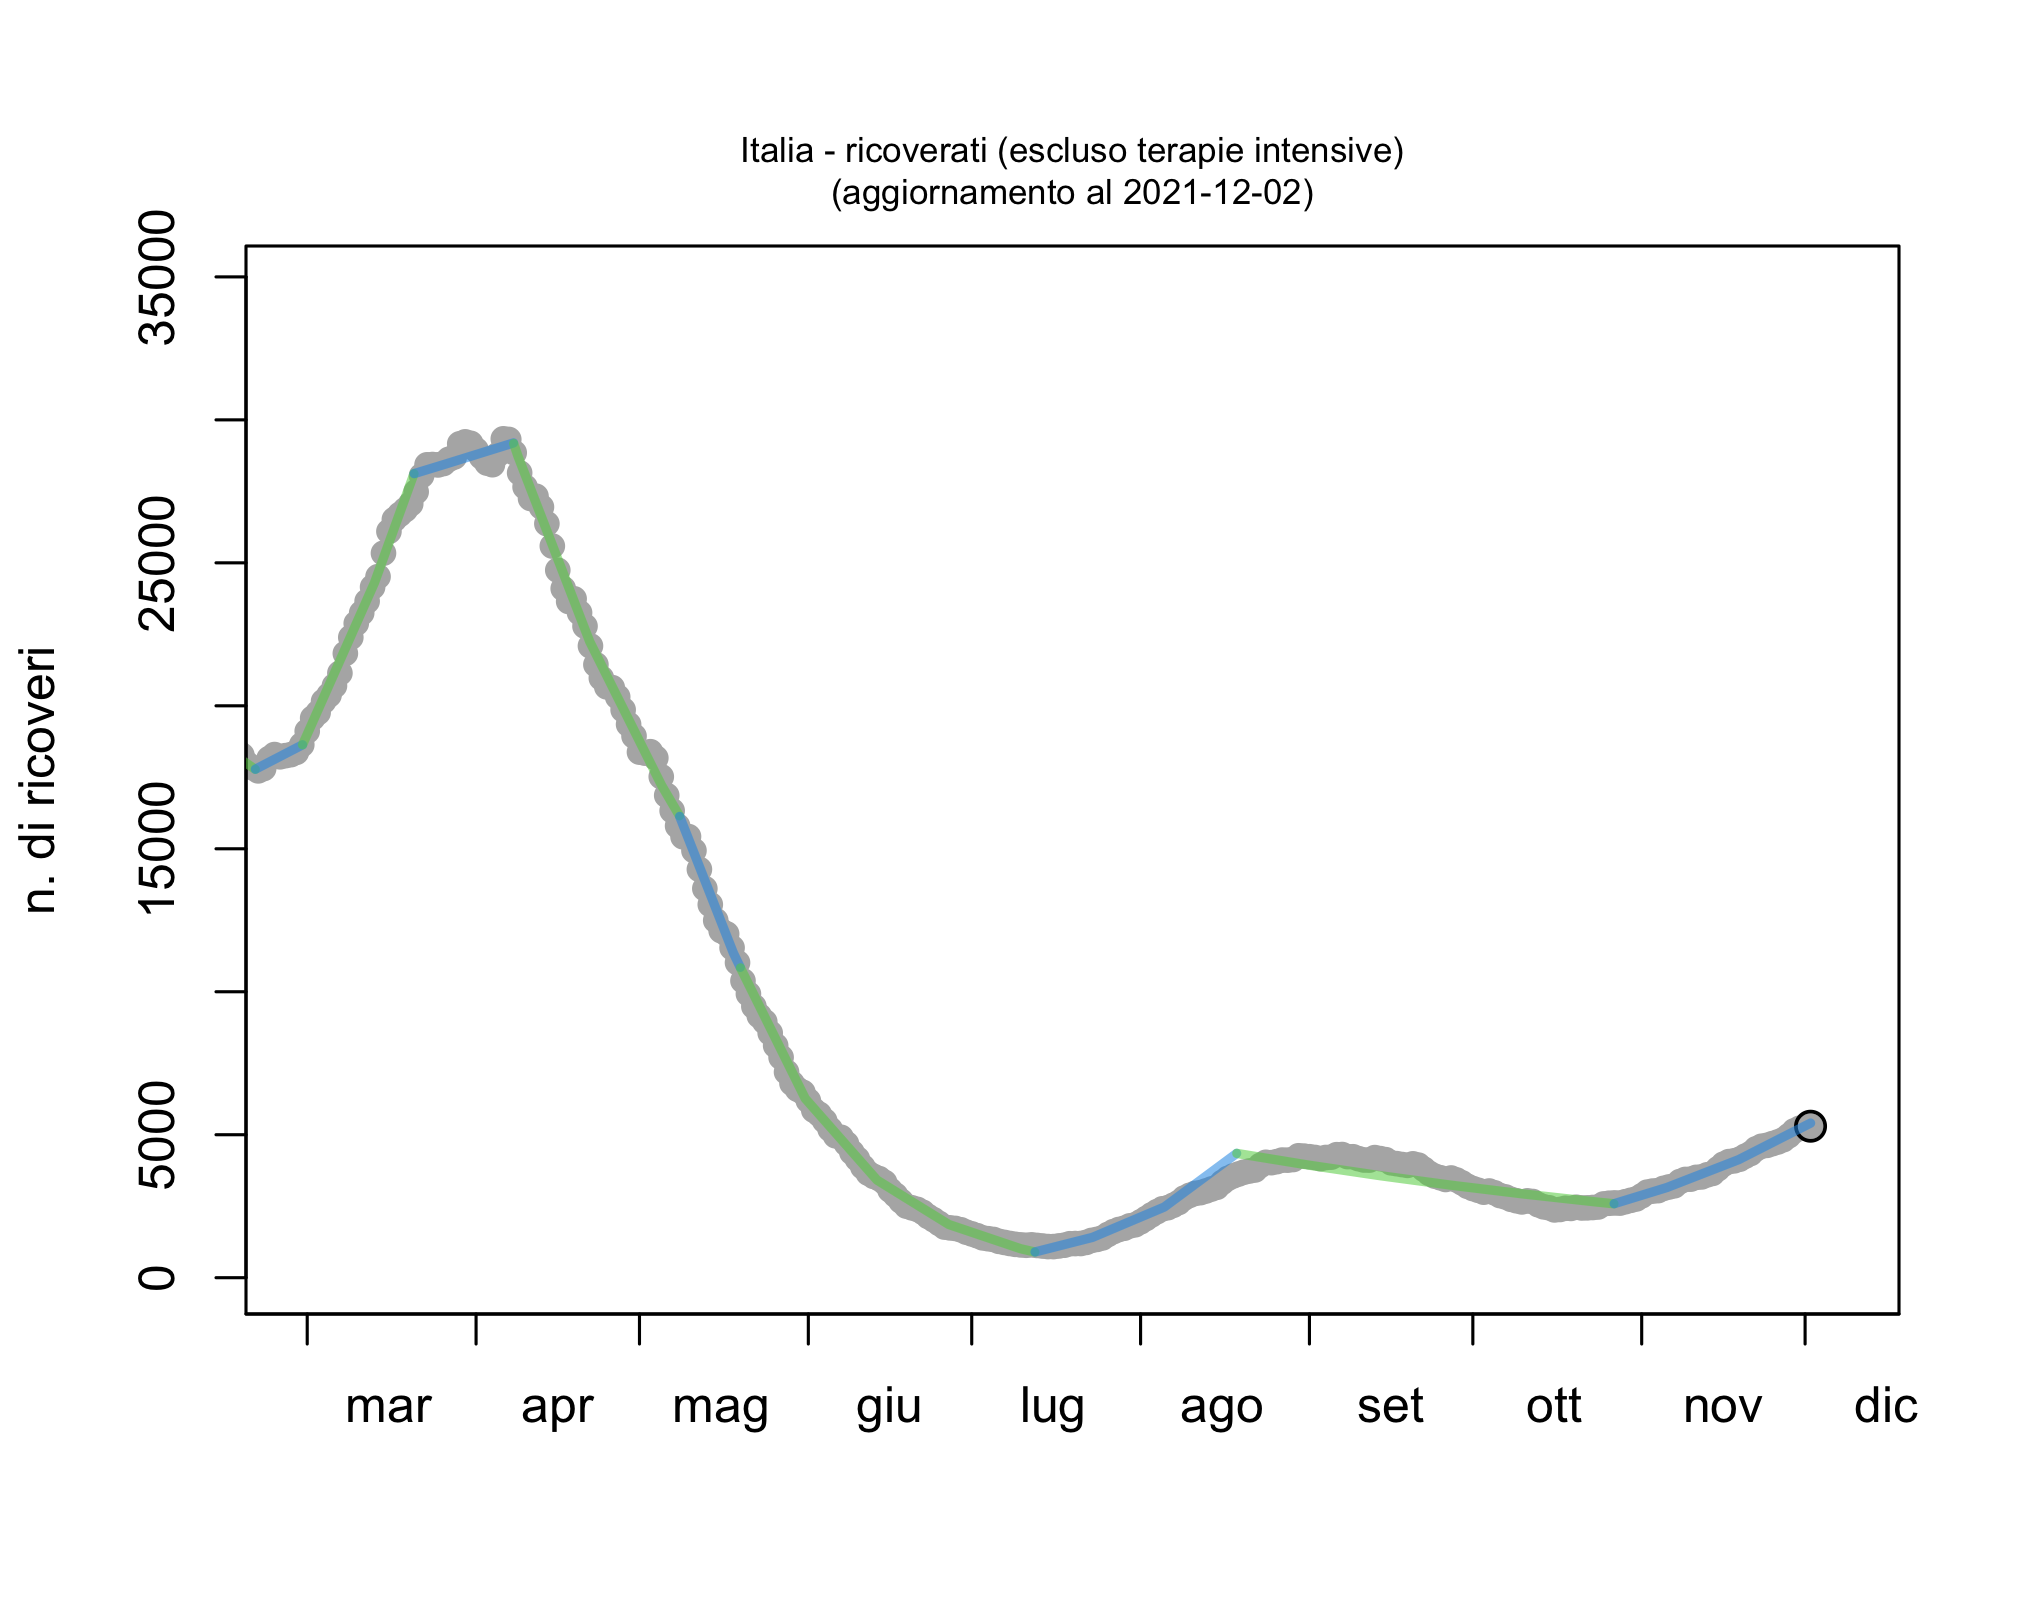 Italia - ricoverati (escluso terapie intensive)
(aggiornamento al 2021-12-02)
n. di ricoveri
35000
25000
15000
5000
0
mar apr mag giu lug ago set ott nov dic